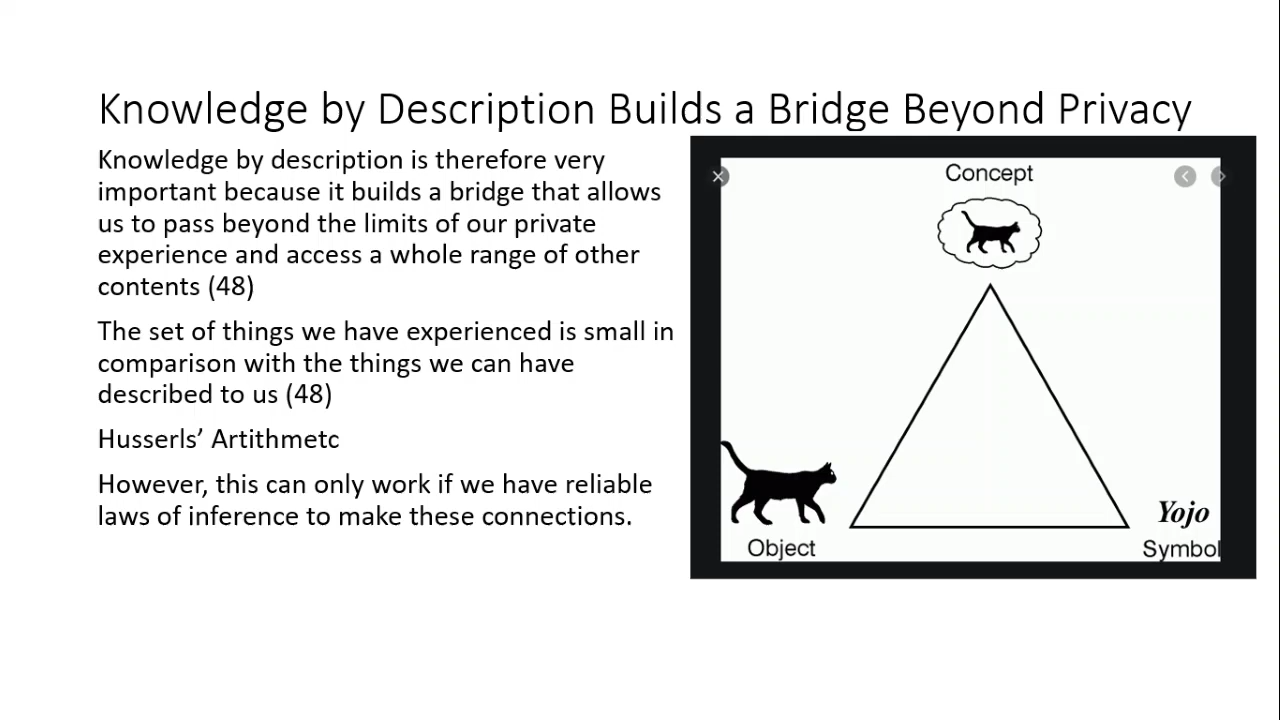 Knowledge by Description Builds a Bridge Beyond Privacy
Knowledge by description is therefore very
important because it builds a bridge that allows
us to pass beyond the limits of our private
experience and access a whole range of other
contents (48)
The set of things we have experienced is small in
comparison with the things we can have
described to us (48)
Husserls’ Artithmetc
However, this can only work if we have reliable
laws of inference to make these connections.
Concept
Yojo
Object
Symbol